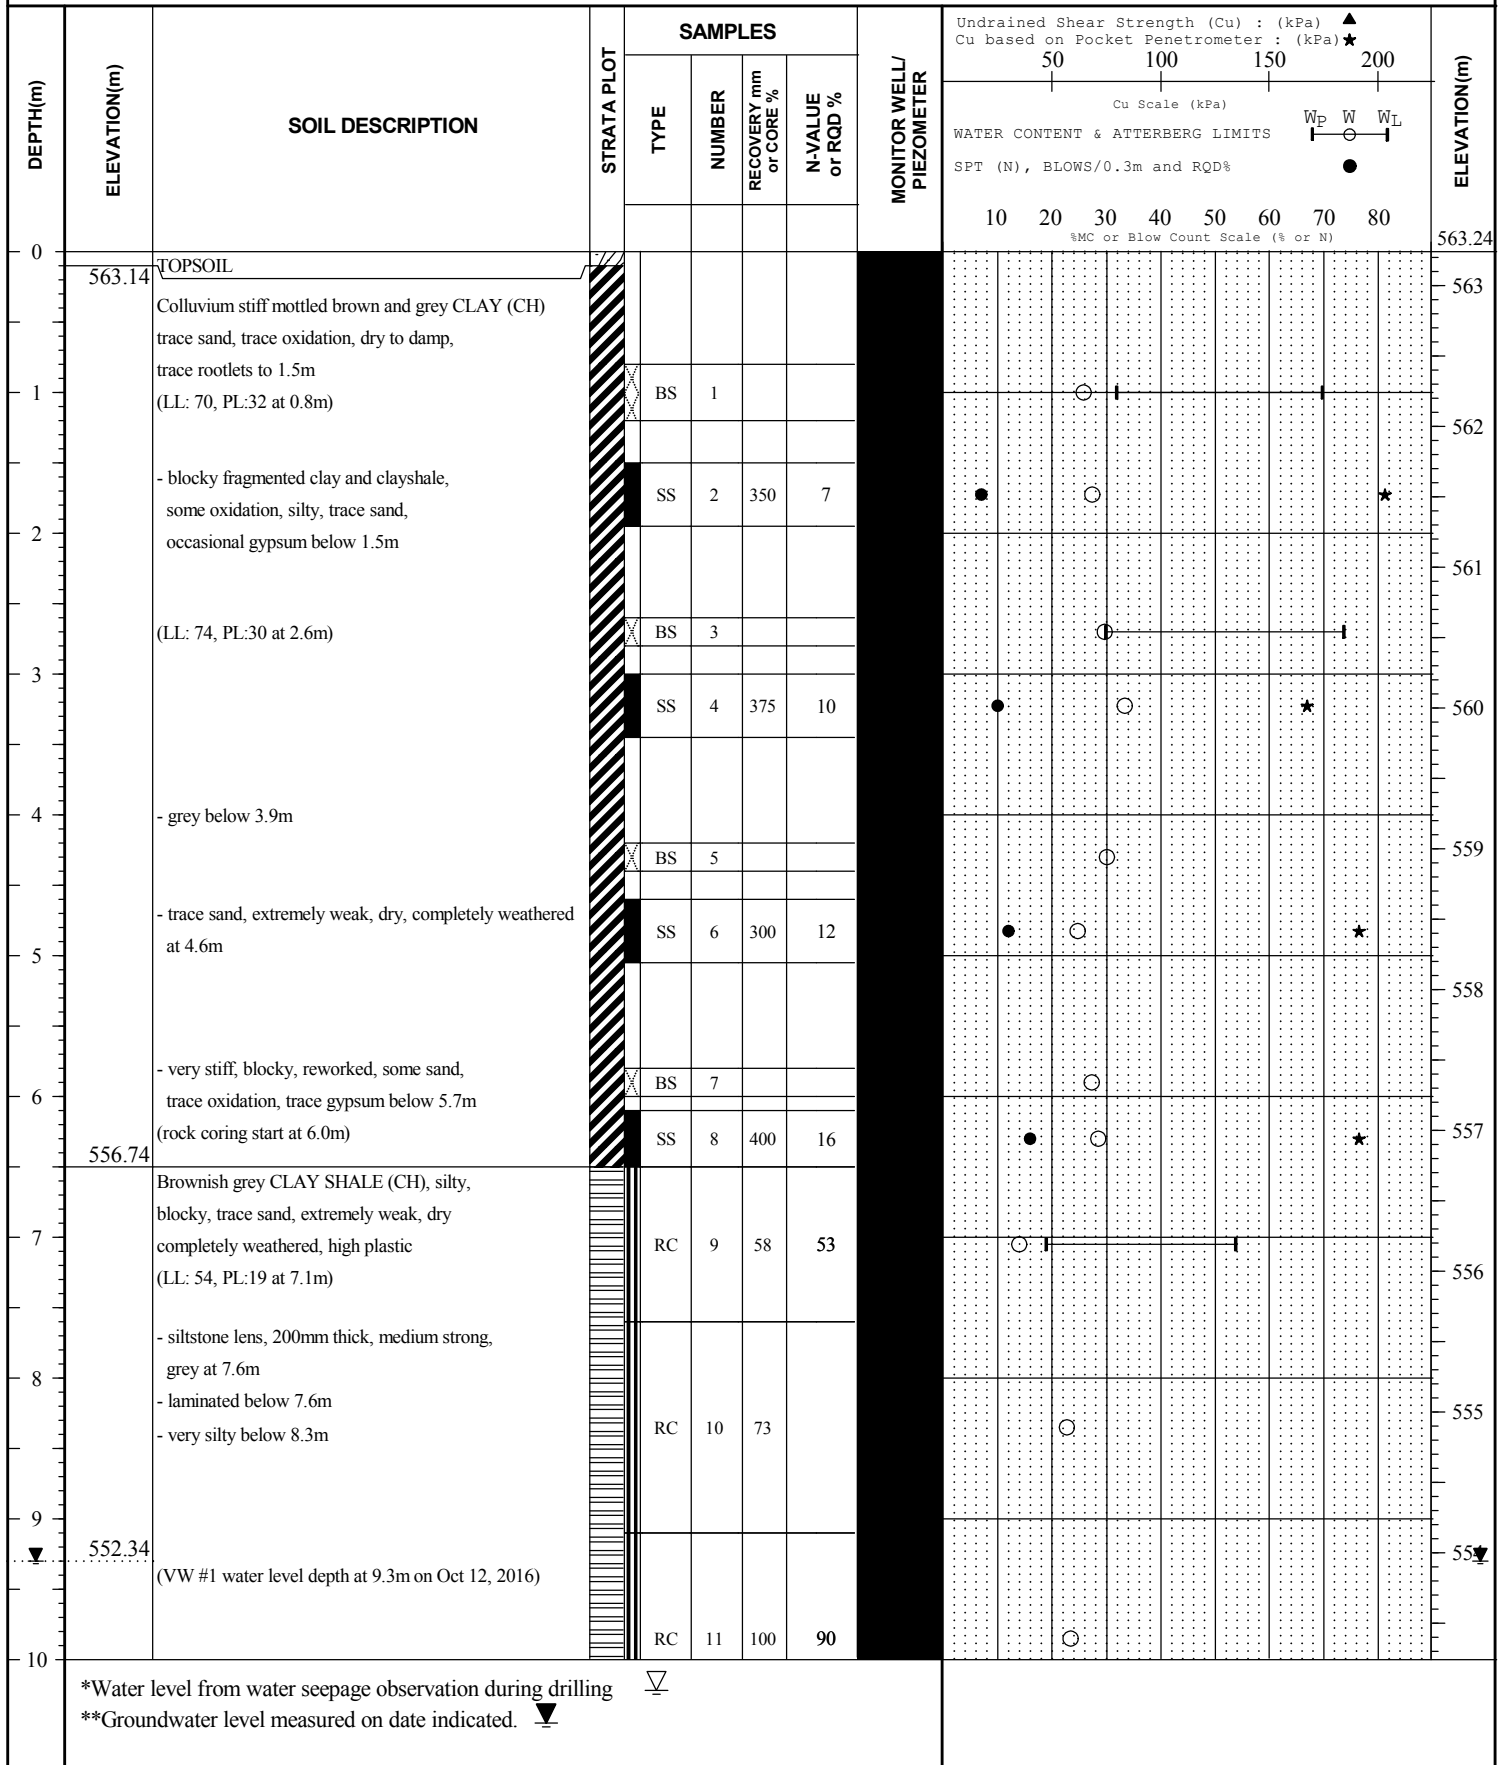 DEPTH(m)
ELEVATION(m)
SOIL DESCRIPTION
STRATA PLOT
SAMPLES
TYPE
NUMBER
RECOVERY mm
or CORE %
N-VALUE
or RQD %
MONITOR WELL/
PIEZOMETER
Undrained Shear Strength (Cu) : (kPa) ▲
Cu based on Pocket Penetrometer : (kPa) ★
50 100 150 200
Cu Scale (kPa)
WATER CONTENT & ATTERBERG LIMITS
WP W WL
SPT (N), BLOWS/0.3m and RQD% ●
10 20 30 40 50 60 70 80
%MC or Blow Count Scale (% or N)
ELEVATION(m)
563.24
0
TOPSOIL
563.14
563
Colluvium stiff mottled brown and grey CLAY (CH)
trace sand, trace oxidation, dry to damp,
trace rootlets to 1.5m
1
(LL: 70, PL:32 at 0.8m)
BS 1
562
- blocky fragmented clay and clayshale,
some oxidation, silty, trace sand,
occasional gypsum below 1.5m
SS 2 350 7
2
561
(LL: 74, PL:30 at 2.6m)
BS 3
3
SS 4 375 10
560
4
- grey below 3.9m
BS 5
559
- trace sand, extremely weak, dry, completely weathered
at 4.6m
SS 6 300 12
5
558
- very stiff, blocky, reworked, some sand,
trace oxidation, trace gypsum below 5.7m
(rock coring start at 6.0m)
BS 7
6
SS 8 400 16
557
556.74
Brownish grey CLAY SHALE (CH), silty,
blocky, trace sand, extremely weak, dry
completely weathered, high plastic
(LL: 54, PL:19 at 7.1m)
7
RC 9 58 53
556
- siltstone lens, 200mm thick, medium strong,
grey at 7.6m
8
- laminated below 7.6m
- very silty below 8.3m
RC 10 73
555
9
552.34
(VW #1 water level depth at 9.3m on Oct 12, 2016)
RC 11 100 90
10
*Water level from water seepage observation during drilling
**Groundwater level measured on date indicated.